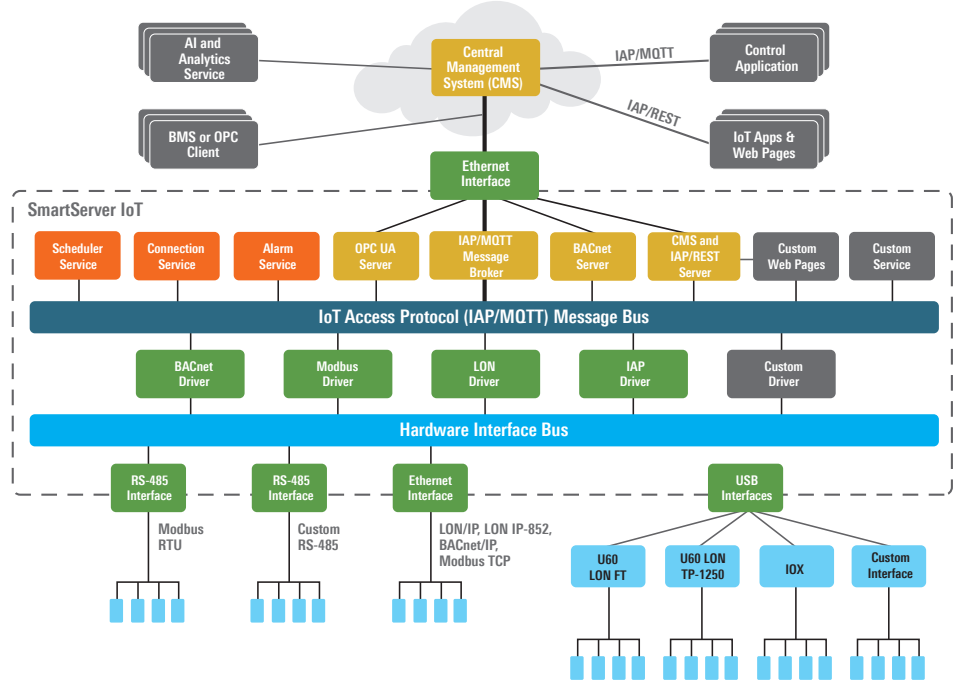 AI and
Analytics
Service
Central
Management
System (CMS)
IAP/MQTT
Control
Application
BMS or OPC
Client
IAP/REST
IoT Apps &
Web Pages
Ethernet
Interface
SmartServer IoT
Scheduler
Service
Connection
Service
Alarm
Service
OPC UA
Server
IAP/MQTT
Message
Broker
BACnet
Server
CMS and
IAP/REST
Server
Custom
Web Pages
Custom
Service
IoT Access Protocol (IAP/MQTT) Message Bus
BACnet
Driver
Modbus
Driver
LON
Driver
IAP
Driver
Custom
Driver
Hardware Interface Bus
RS-485
Interface
RS-485
Interface
Ethernet
Interface
USB
Interfaces
Modbus
RTU
Custom
RS-485
LON/IP, LON IP-852,
BACnet/IP,
Modbus TCP
U60
LON FT
U60 LON
TP-1250
IOX
Custom
Interface